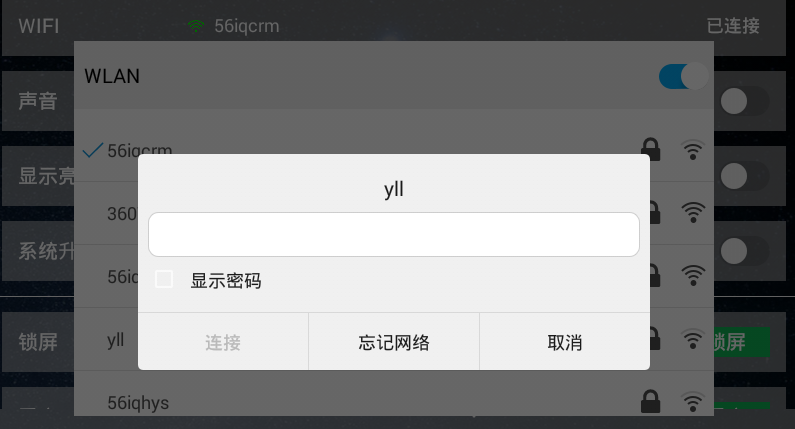 WIFI 56iqcrm 已连接
WLAN
声音
56iqcrm
yll
显示亮
360
系统升
56iq
显示密码
锁屏
yll
连接 忘记网络 取消
锁屏
56iqhys